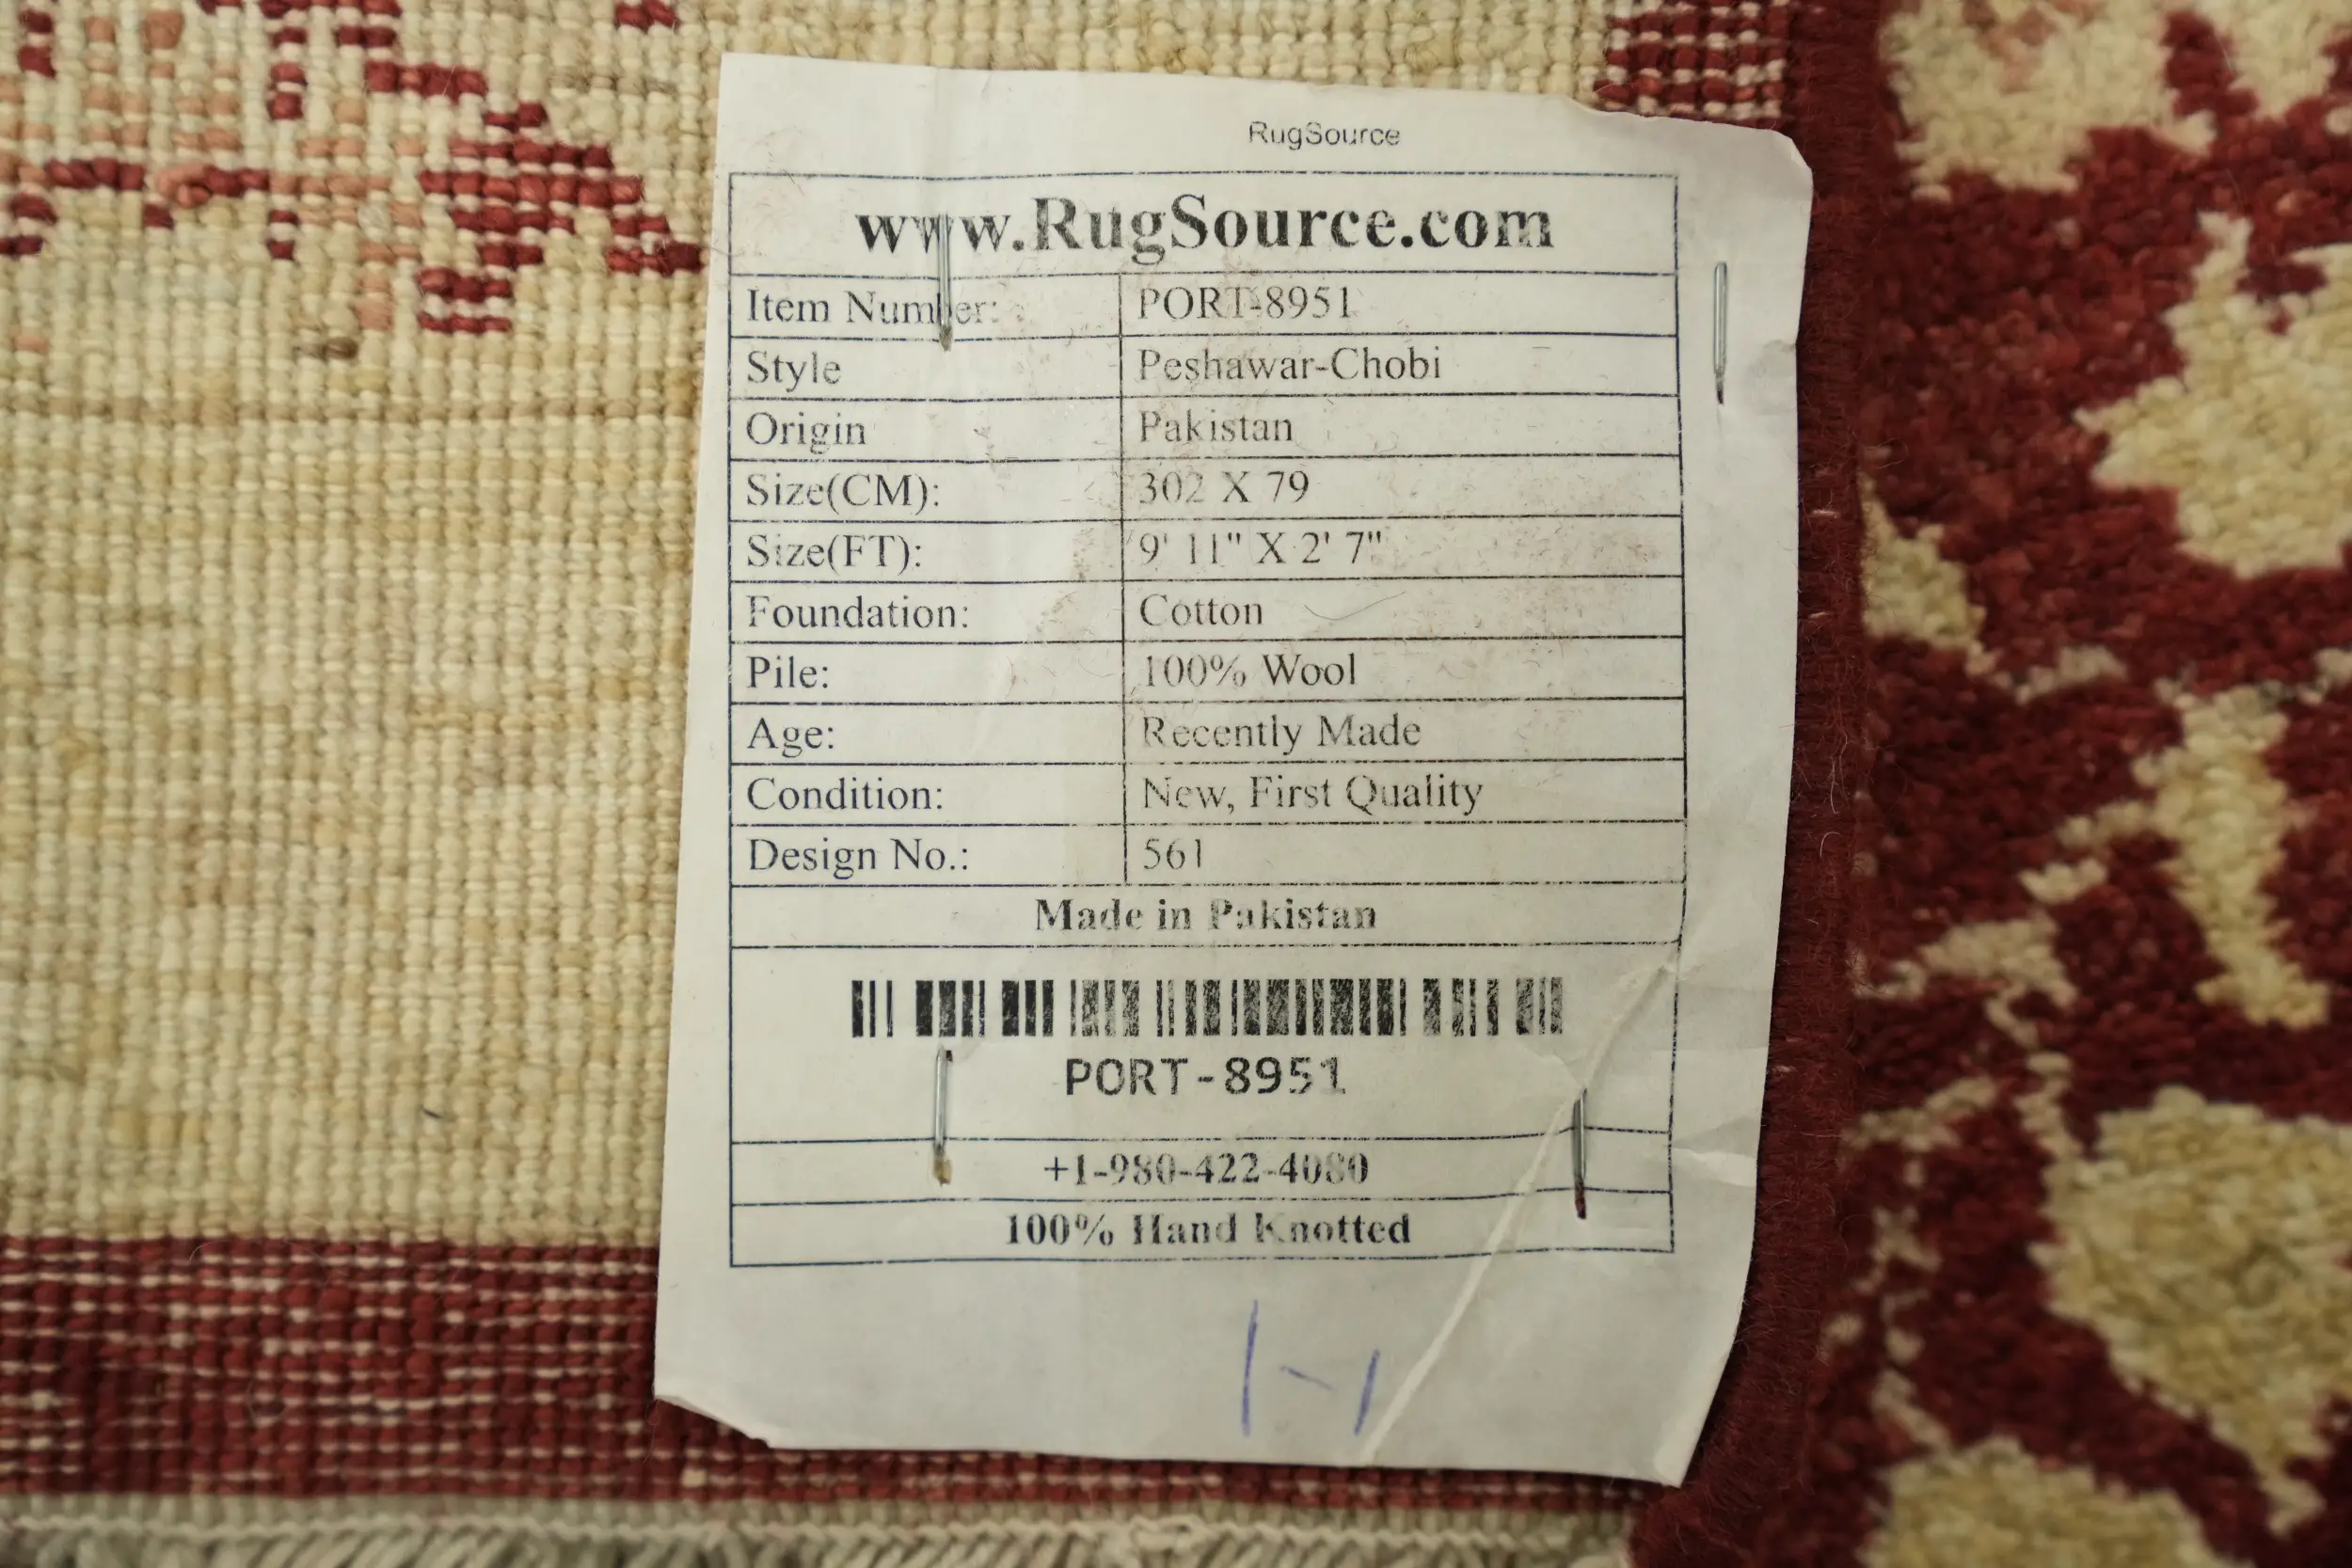 RugSource
www.RugSource.com
Item Number: PORT-8951
Style Peshawar-Chobi
Origin Pakistan
Size(CM): 302 X 79
Size(FT): 9' 11" X 2' 7"
Foundation: Cotton
Pile: 100% Wool
Age: Recently Made
Condition: New, First Quality
Design No.: 561
Made in Pakistan
PORT-8951
+1-980-422-4080
100% Hand Knotted
1-1